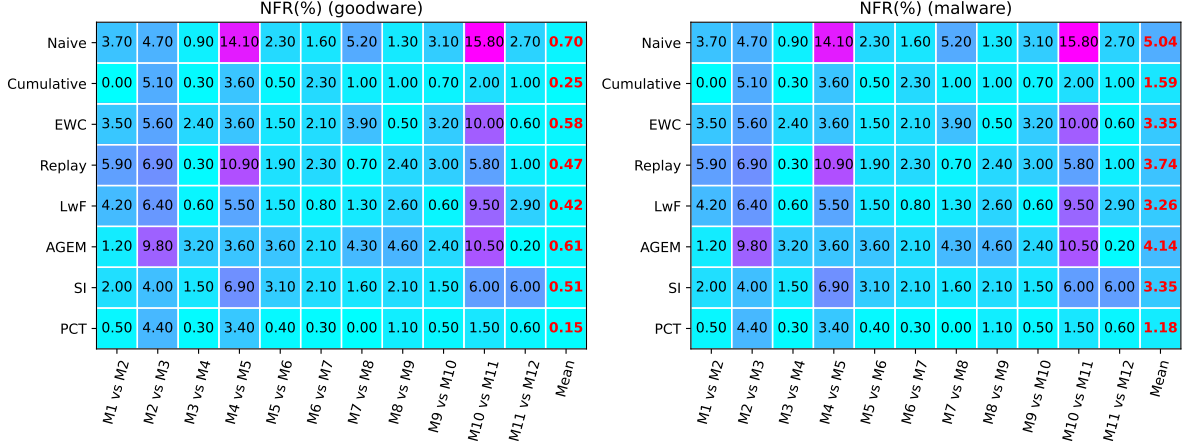 NFR(%) (goodware)
Naive 3.70 4.70 0.90 14.10 2.30 1.60 5.20 1.30 3.10 15.80 2.70 0.70
Cumulative 0.00 5.10 0.30 3.60 0.50 2.30 1.00 1.00 0.70 2.00 1.00 0.25
EWC 3.50 5.60 2.40 3.60 1.50 2.10 3.90 0.50 3.20 10.00 0.60 0.58
Replay 5.90 6.90 0.30 10.90 1.90 2.30 0.70 2.40 3.00 5.80 1.00 0.47
LwF 4.20 6.40 0.60 5.50 1.50 0.80 1.30 2.60 0.60 9.50 2.90 0.42
AGEM 1.20 9.80 3.20 3.60 3.60 2.10 4.30 4.60 2.40 10.50 0.20 0.61
SI 2.00 4.00 1.50 6.90 3.10 2.10 1.60 2.10 1.50 6.00 6.00 0.51
PCT 0.50 4.40 0.30 3.40 0.40 0.30 0.00 1.10 0.50 1.50 0.60 0.15
M1 vs M2 M2 vs M3 M3 vs M4 M4 vs M5 M5 vs M6 M6 vs M7 M7 vs M8 M8 vs M9 M9 vs M10 M10 vs M11 M11 vs M12 Mean
NFR(%) (malware)
Naive 3.70 4.70 0.90 14.10 2.30 1.60 5.20 1.30 3.10 15.80 2.70 5.04
Cumulative 0.00 5.10 0.30 3.60 0.50 2.30 1.00 1.00 0.70 2.00 1.00 1.59
EWC 3.50 5.60 2.40 3.60 1.50 2.10 3.90 0.50 3.20 10.00 0.60 3.35
Replay 5.90 6.90 0.30 10.90 1.90 2.30 0.70 2.40 3.00 5.80 1.00 3.74
LwF 4.20 6.40 0.60 5.50 1.50 0.80 1.30 2.60 0.60 9.50 2.90 3.26
AGEM 1.20 9.80 3.20 3.60 3.60 2.10 4.30 4.60 2.40 10.50 0.20 4.14
SI 2.00 4.00 1.50 6.90 3.10 2.10 1.60 2.10 1.50 6.00 6.00 3.35
PCT 0.50 4.40 0.30 3.40 0.40 0.30 0.00 1.10 0.50 1.50 0.60 1.18
M1 vs M2 M2 vs M3 M3 vs M4 M4 vs M5 M5 vs M6 M6 vs M7 M7 vs M8 M8 vs M9 M9 vs M10 M10 vs M11 M11 vs M12 Mean